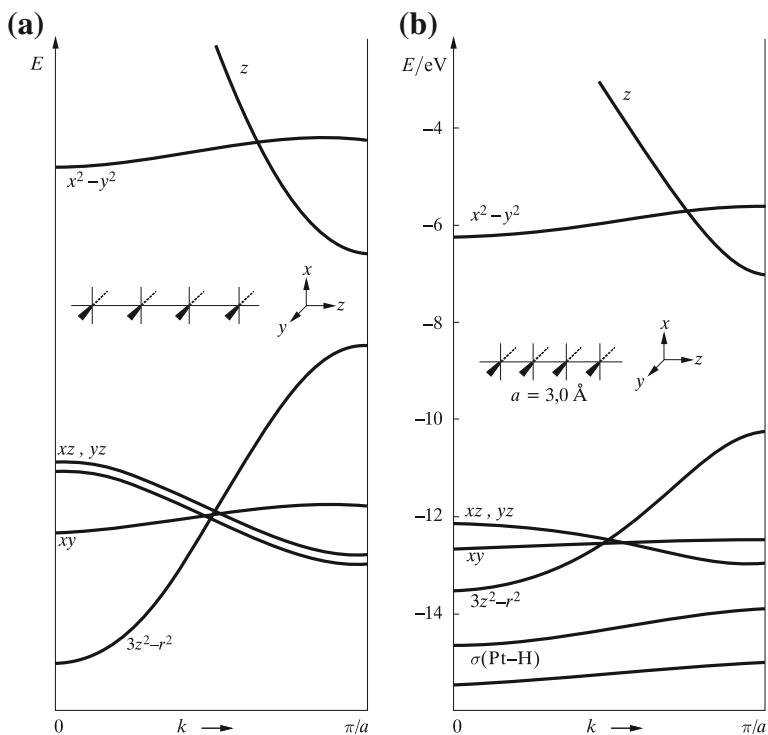 (a)
E
z
x² – y²
x
z
y
xz , yz
xy
3z²–r²
0
k
π/a
(b)
E/eV
z
–4
x² – y²
–6
–8
x
z
y
a = 3,0 Å
–10
xz , yz
–12
xy
3z²–r²
–14
σ(Pt–H)
0
k
π/a